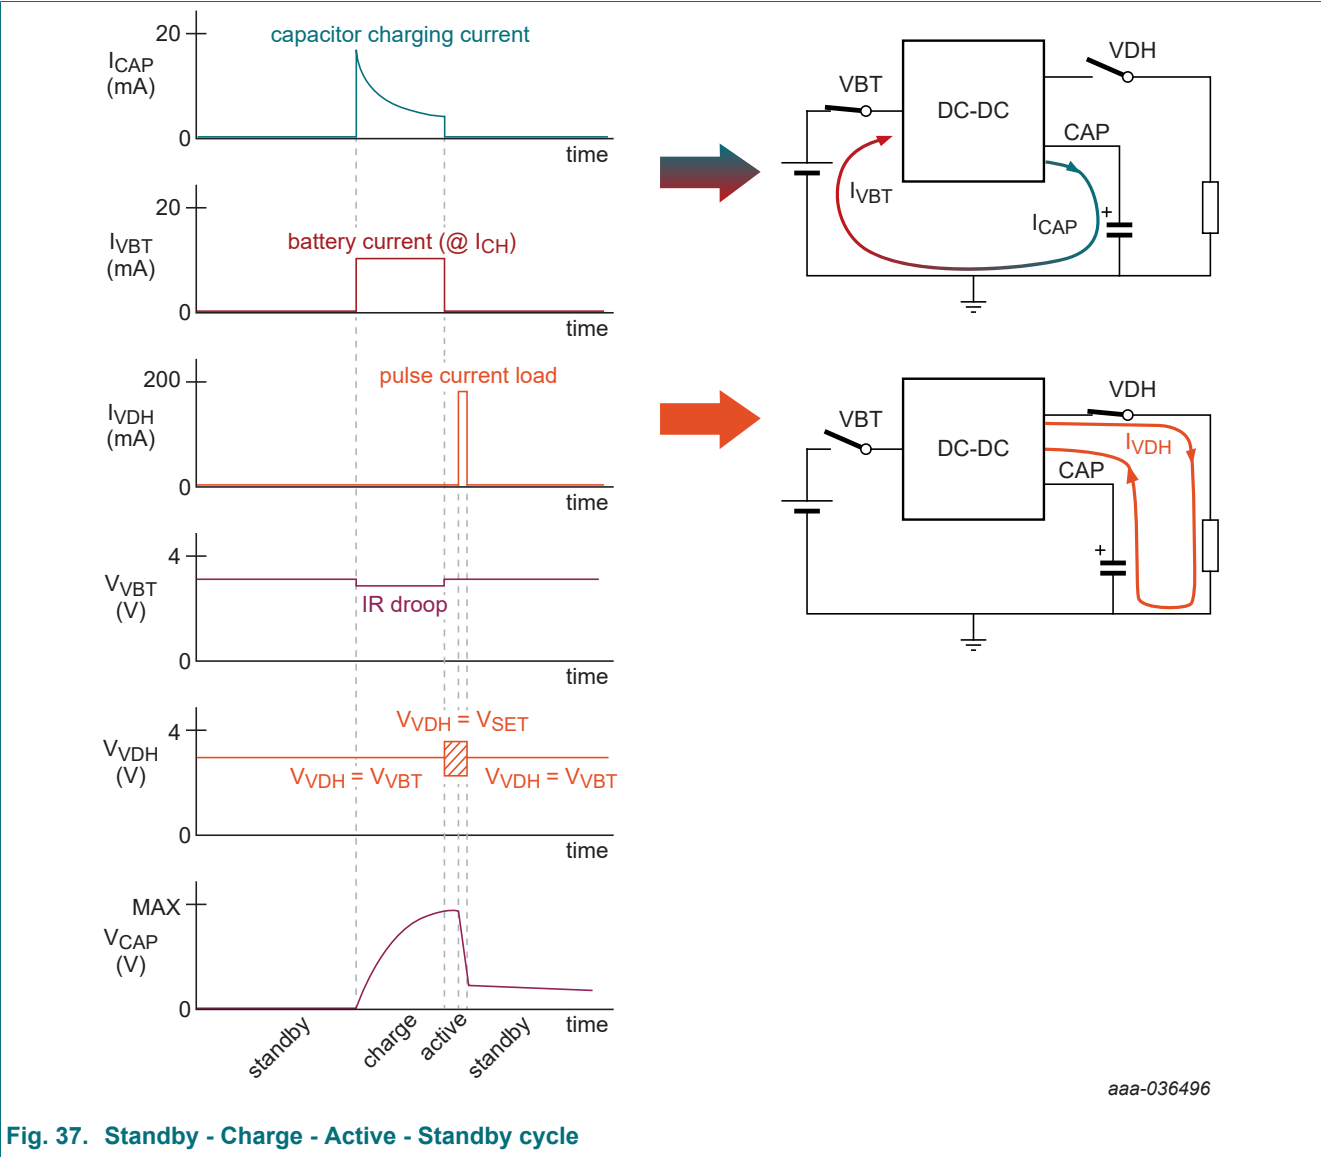 20
capacitor charging current
ICAP
(mA)
0
time
20
IVBT
(mA)
battery current (@ ICH)
0
time
200
pulse current load
IVDH
(mA)
0
time
4
VVBT
(V)
IR droop
0
time
VVDH = VSET
4
VVDH
(V)
VVDH = VVBT
VVDH = VVBT
0
time
MAX
VCAP
(V)
0
time
standby
charge
active
standby
VDH
VBT
DC-DC
CAP
IVBT
ICAP
+
VDH
VBT
DC-DC
IVDH
CAP
+
aaa-036496
Fig. 37. Standby - Charge - Active - Standby cycle